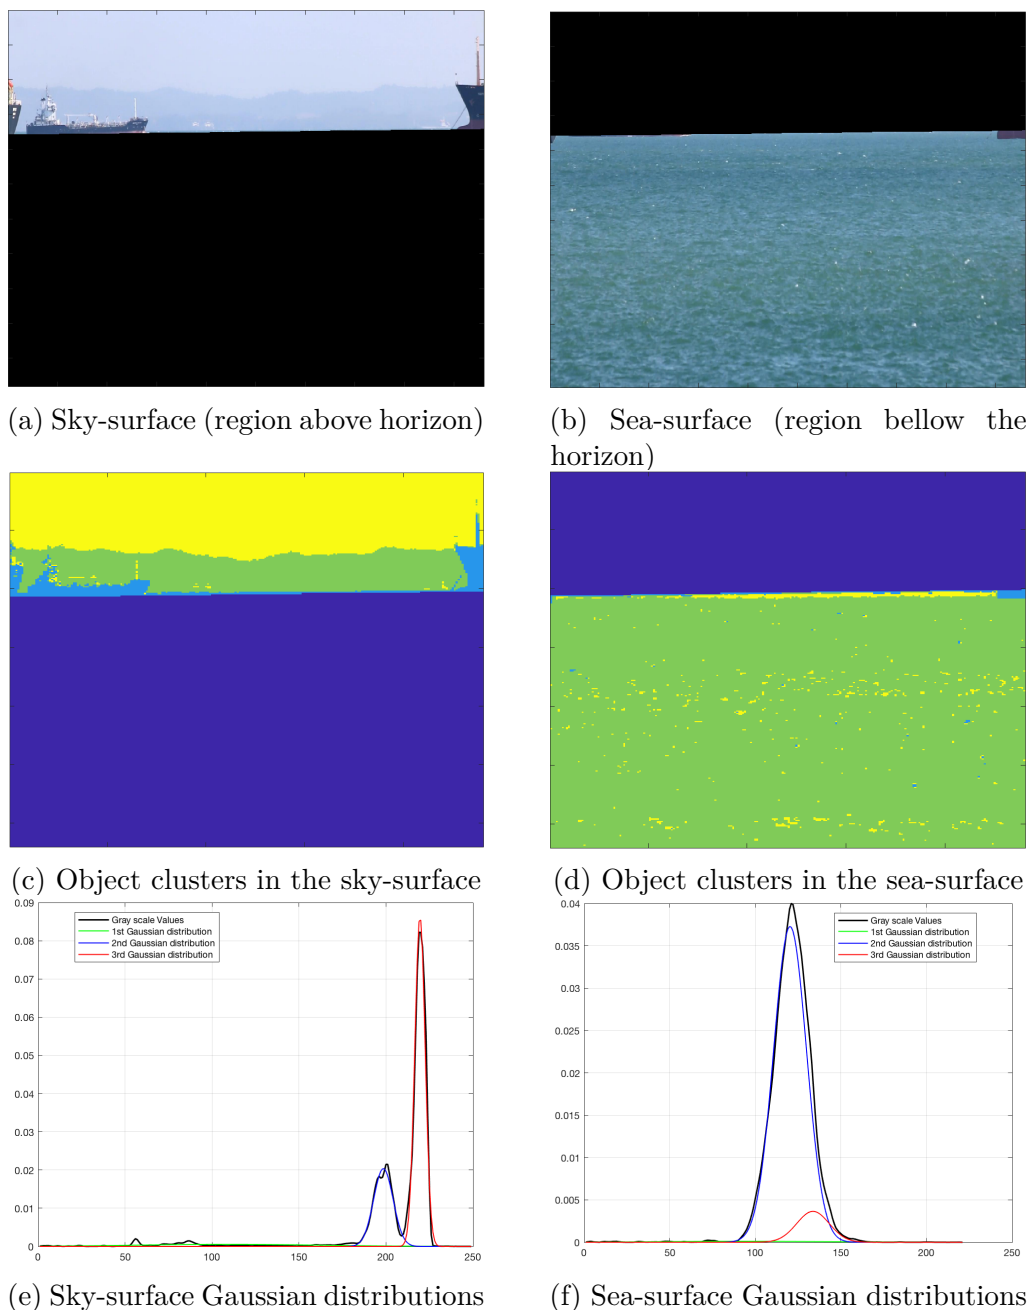 (a) Sky-surface (region above horizon)
(b) Sea-surface (region bellow the
horizon)
(c) Object clusters in the sky-surface
(d) Object clusters in the sea-surface
0.09
0.08
0.07
0.06
0.05
0.04
0.03
0.02
0.01
0
0 50 100 150 200 250
Gray scale Values
1st Gaussian distribution
2nd Gaussian distribution
3rd Gaussian distribution
0.04
0.035
0.03
0.025
0.02
0.015
0.01
0.005
0
0 50 100 150 200 250
Gray scale Values
1st Gaussian distribution
2nd Gaussian distribution
3rd Gaussian distribution
(e) Sky-surface Gaussian distributions
(f) Sea-surface Gaussian distributions